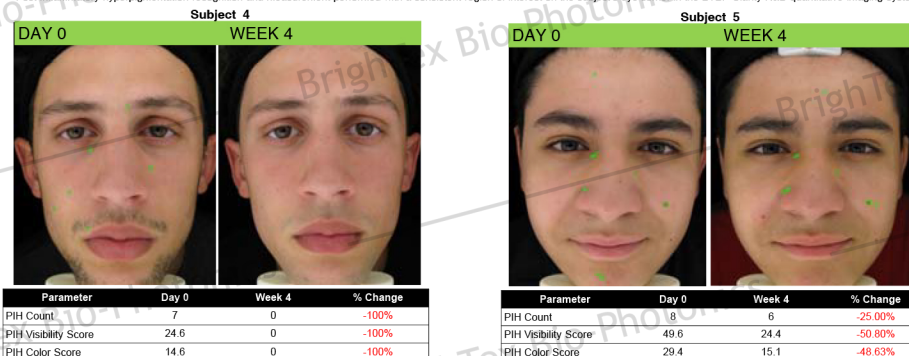 Subject 4
DAY 0 WEEK 4
Parameter Day 0 Week 4 % Change
PIH Count 7 0 -100%
PIH Visibility Score 24.6 0 -100%
PIH Color Score 14.6 0 -100%
Subject 5
DAY 0 WEEK 4
Parameter Day 0 Week 4 % Change
PIH Count 8 6 -25.00%
PIH Visibility Score 49.6 24.4 -50.80%
PIH Color Score 29.4 15.1 -48.63%
BrighTex Bio-Photonics